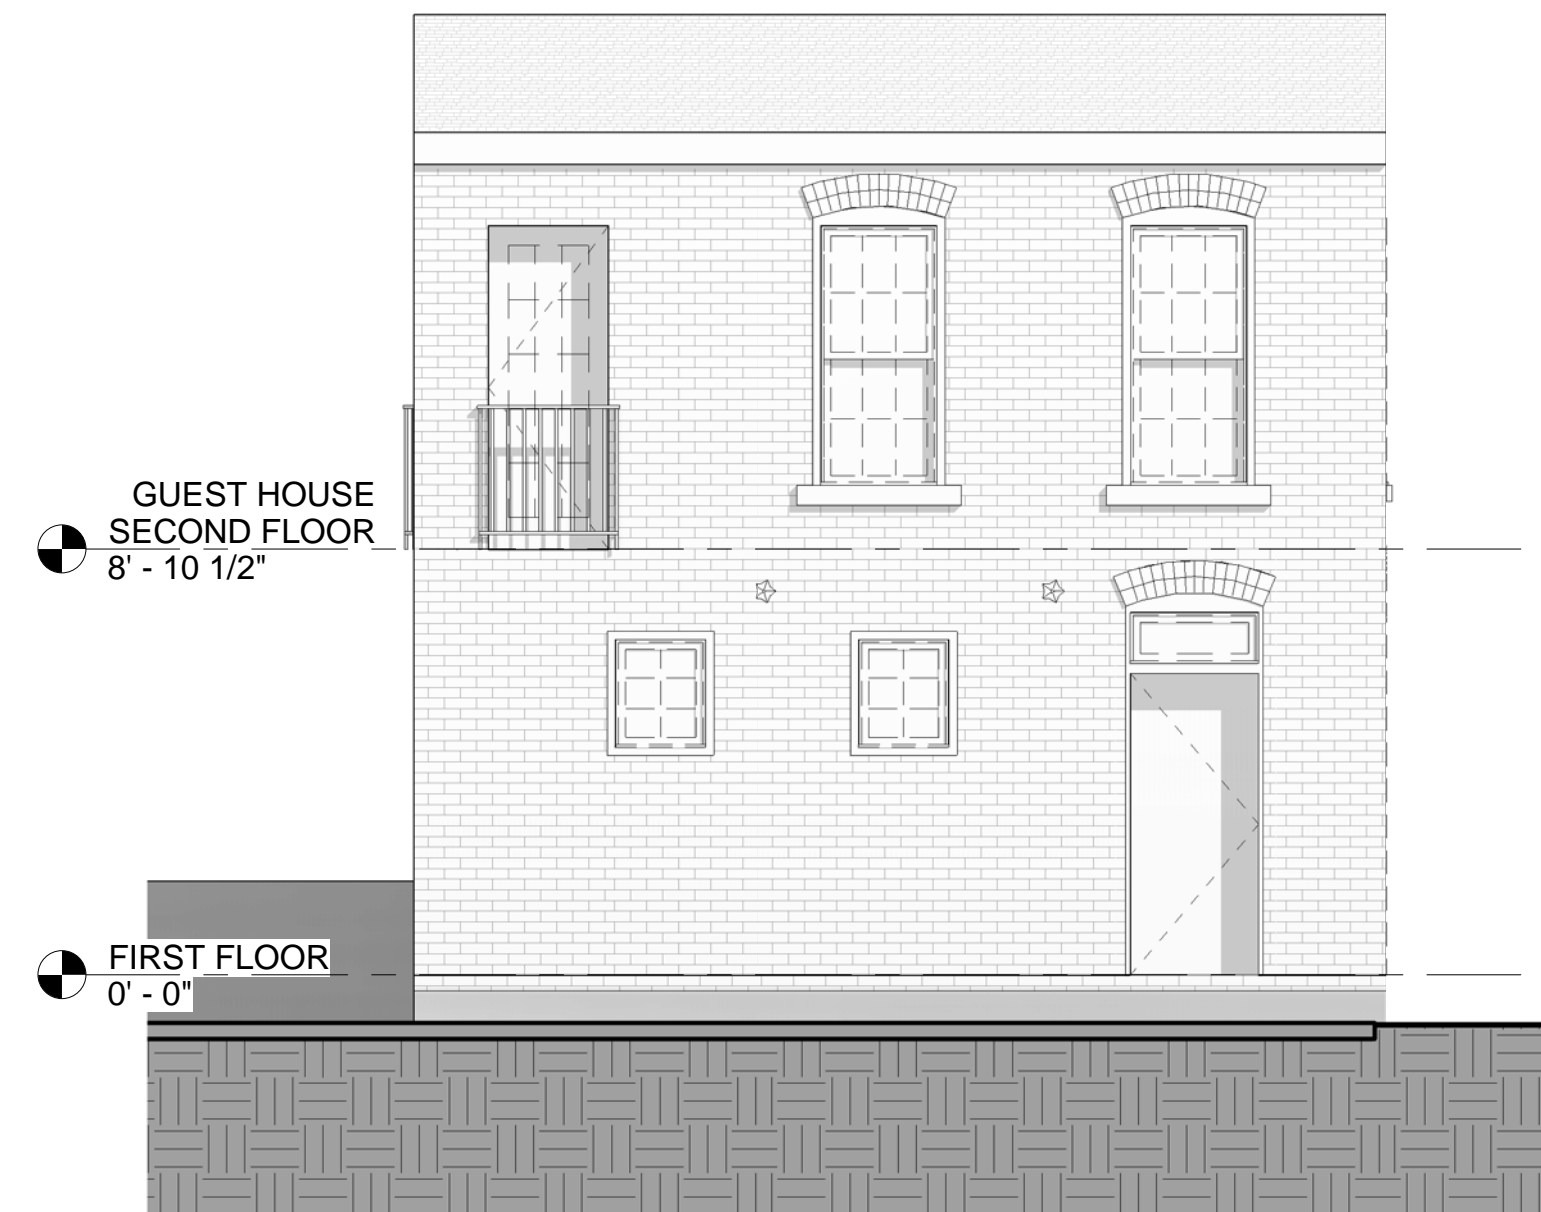 GUEST HOUSE
SECOND FLOOR
8' - 10 1/2"
FIRST FLOOR
0' - 0"